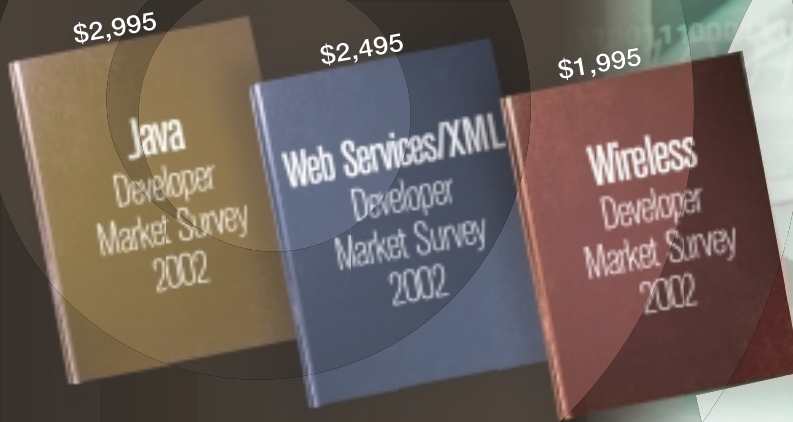 $2,995
Java
Developer
Market Survey
2002
$2,495
Web Services/XML
Developer
Market Survey
2002
$1,995
Wireless
Developer
Market Survey
2002